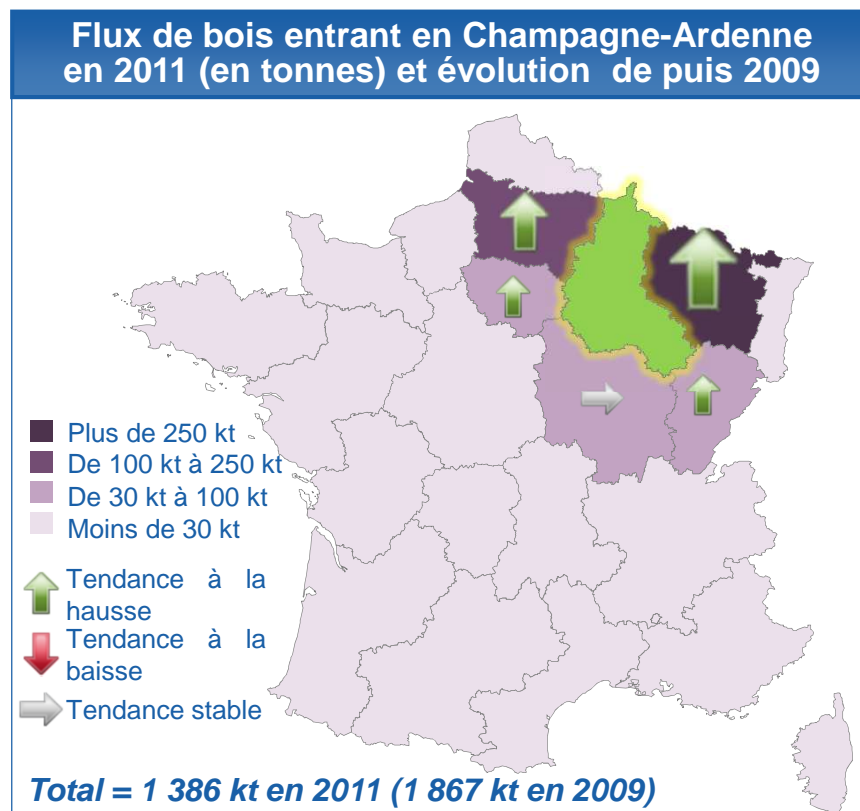 Flux de bois entrant en Champagne-Ardenne
en 2011 (en tonnes) et évolution de puis 2009
Plus de 250 kt
De 100 kt à 250 kt
De 30 kt à 100 kt
Moins de 30 kt
Tendance à la
hausse
Tendance à la
baisse
Tendance stable
Total = 1 386 kt en 2011 (1 867 kt en 2009)